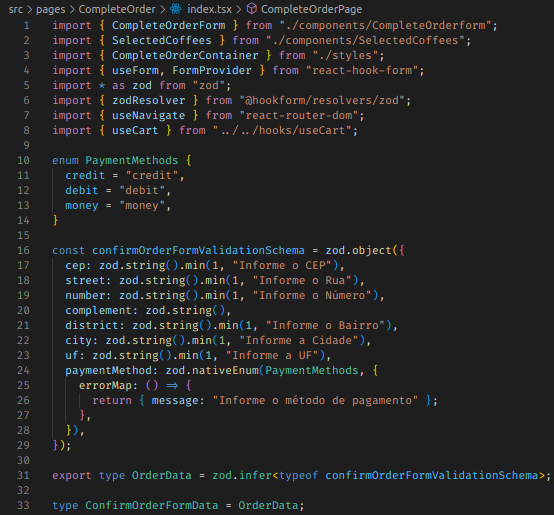 src > pages > CompleteOrder > index.tsx > CompleteOrderPage
1 import { CompleteOrderForm } from "./components/CompleteOrderform";
2 import { SelectedCoffees } from "./components/SelectedCoffees";
3 import { CompleteOrderContainer } from "./styles";
4 import { useForm, FormProvider } from "react-hook-form";
5 import * as zod from "zod";
6 import { zodResolver } from "@hookform/resolvers/zod";
7 import { useNavigate } from "react-router-dom";
8 import { useCart } from "../../hooks/useCart";
9
10 enum PaymentMethods {
11   credit = "credit",
12   debit = "debit",
13   money = "money",
14 }
15
16 const confirmOrderFormValidationSchema = zod.object({
17   cep: zod.string().min(1, "Informe o CEP"),
18   street: zod.string().min(1, "Informe o Rua"),
19   number: zod.string().min(1, "Informe o Número"),
20   complement: zod.string(),
21   district: zod.string().min(1, "Informe o Bairro"),
22   city: zod.string().min(1, "Informe a Cidade"),
23   uf: zod.string().min(1, "Informe a UF"),
24   paymentMethod: zod.nativeEnum(PaymentMethods, {
25     errorMap: () => {
26       return { message: "Informe o método de pagamento" };
27     },
28   }),
29 });
30
31 export type OrderData = zod.infer<typeof confirmOrderFormValidationSchema>;
32
33 type ConfirmOrderFormData = OrderData;